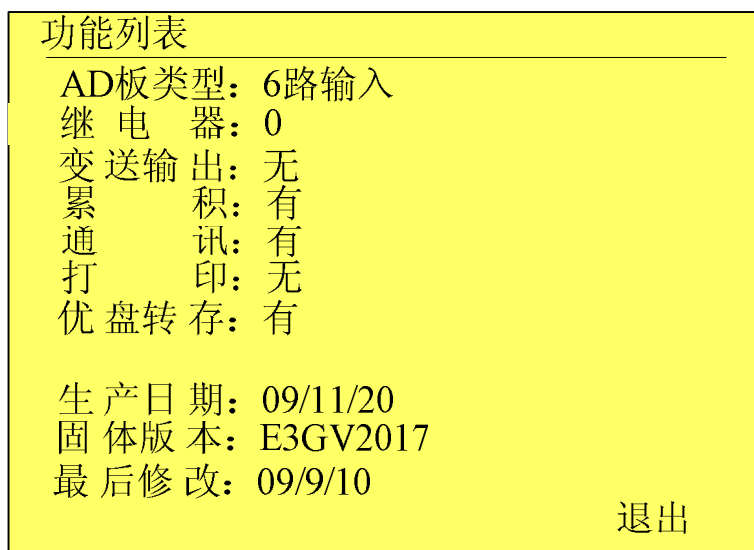 功能列表
AD板类型：6路输入
继电器：0
变送输出：无
累积：有
通讯：有
打印：无
优盘转存：有
生产日期：09/11/20
固体版本：E3GV2017
最后修改：09/9/10
退出